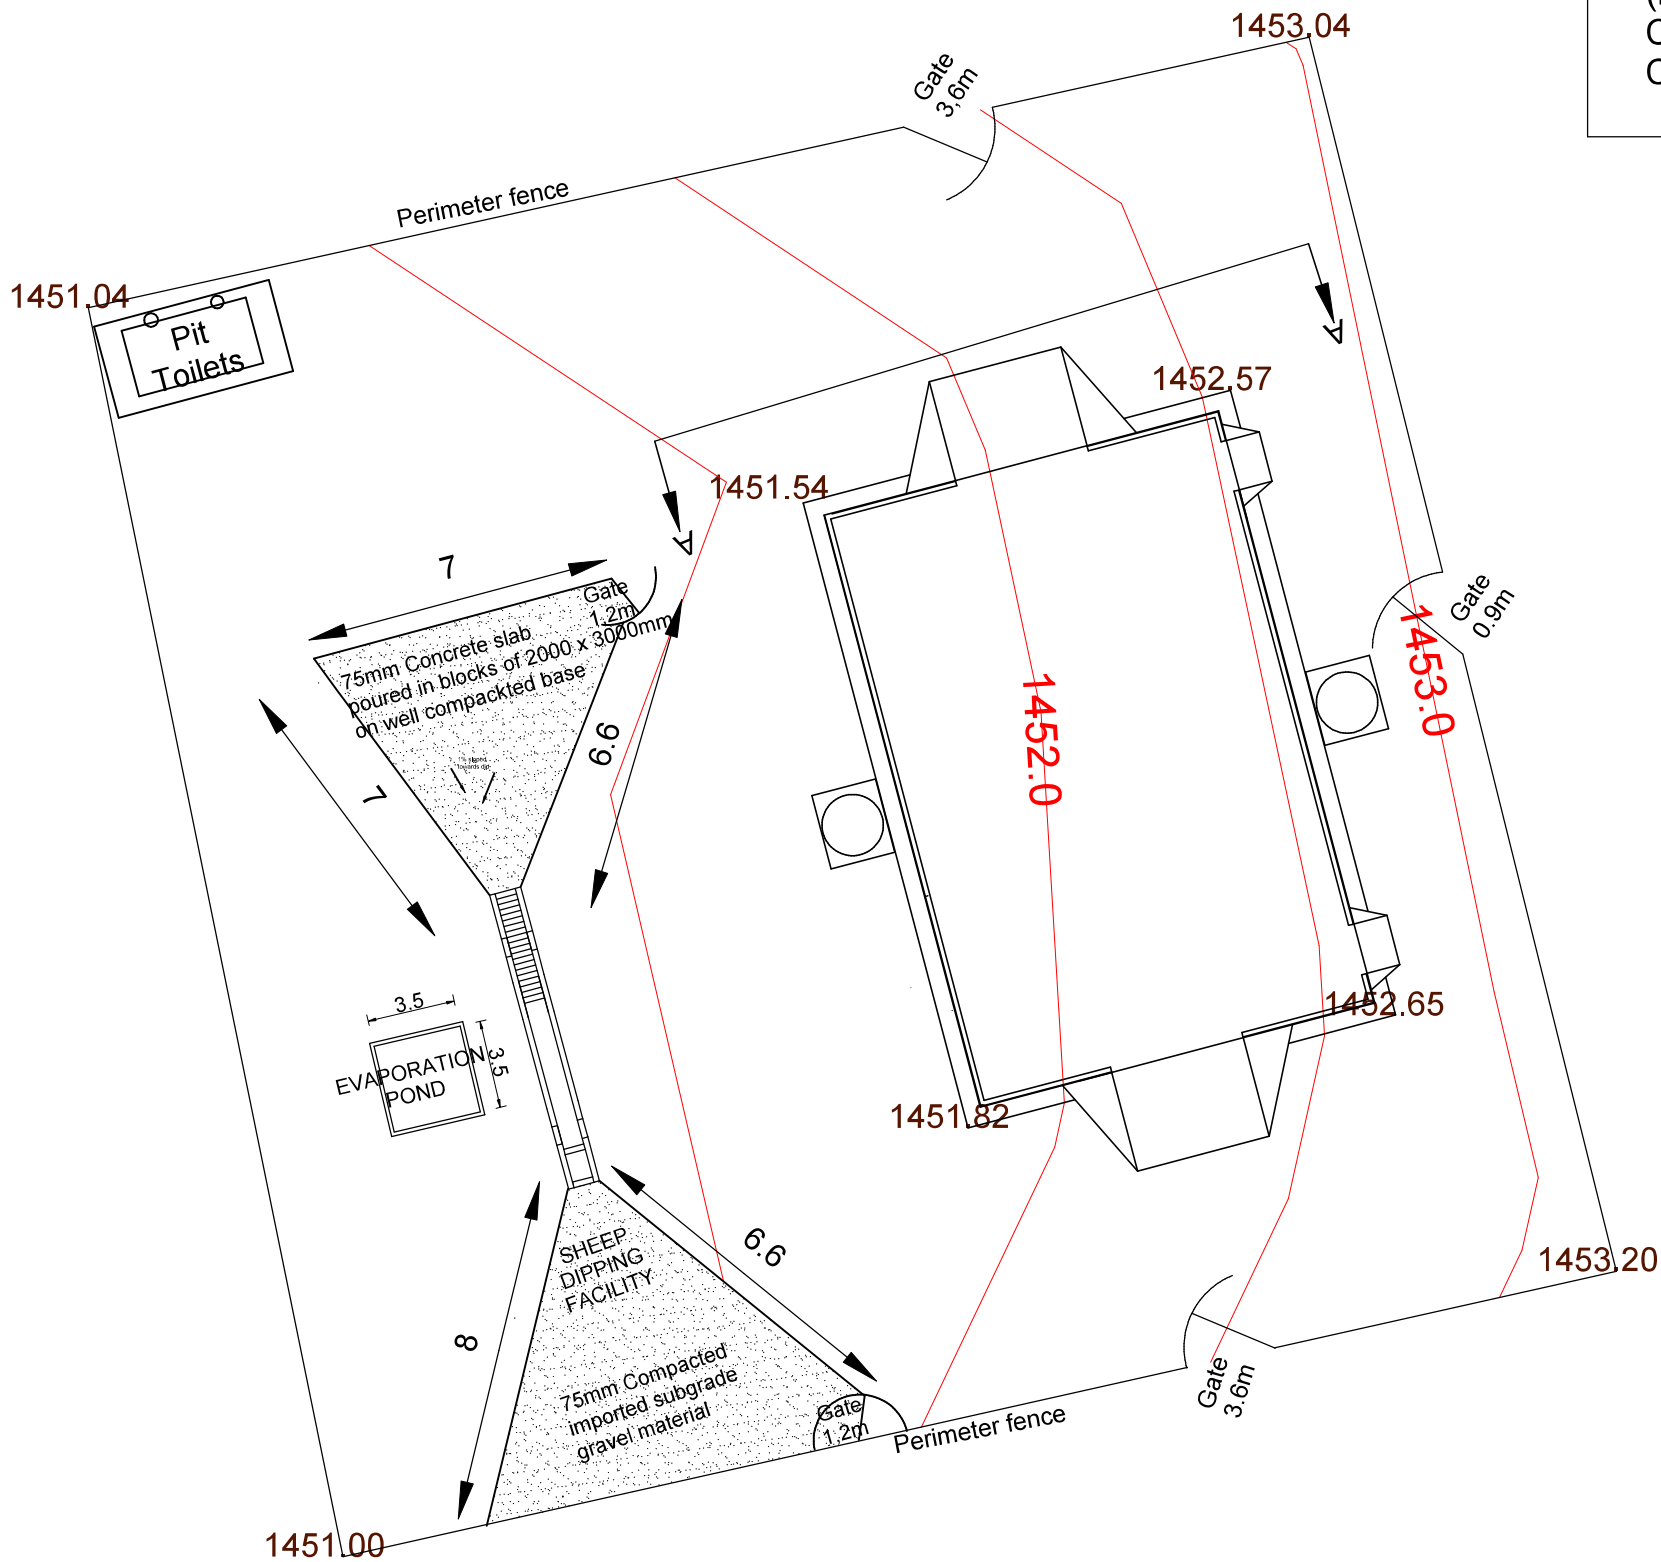 1453.04
Gate
3,6m
Perimeter fence
1451.04
Pit
Toilets
A
1452.57
1451.54
A
7
Gate
1.2m
75mm Concrete slab
poured in blocks of 2000 x 3000mm
on well compackted base
Gate
0.9m
1453.0
1452.0
6.6
7
towards dip
3.5
3.5
EVAPORATION
POND
1452.65
1451.82
SHEEP
DIPPING
FACILITY
6.6
8
1453.20
75mm Compacted
imported subgrade
gravel material
Gate
1.2m
Perimeter fence
Gate
3.6m
1451.00